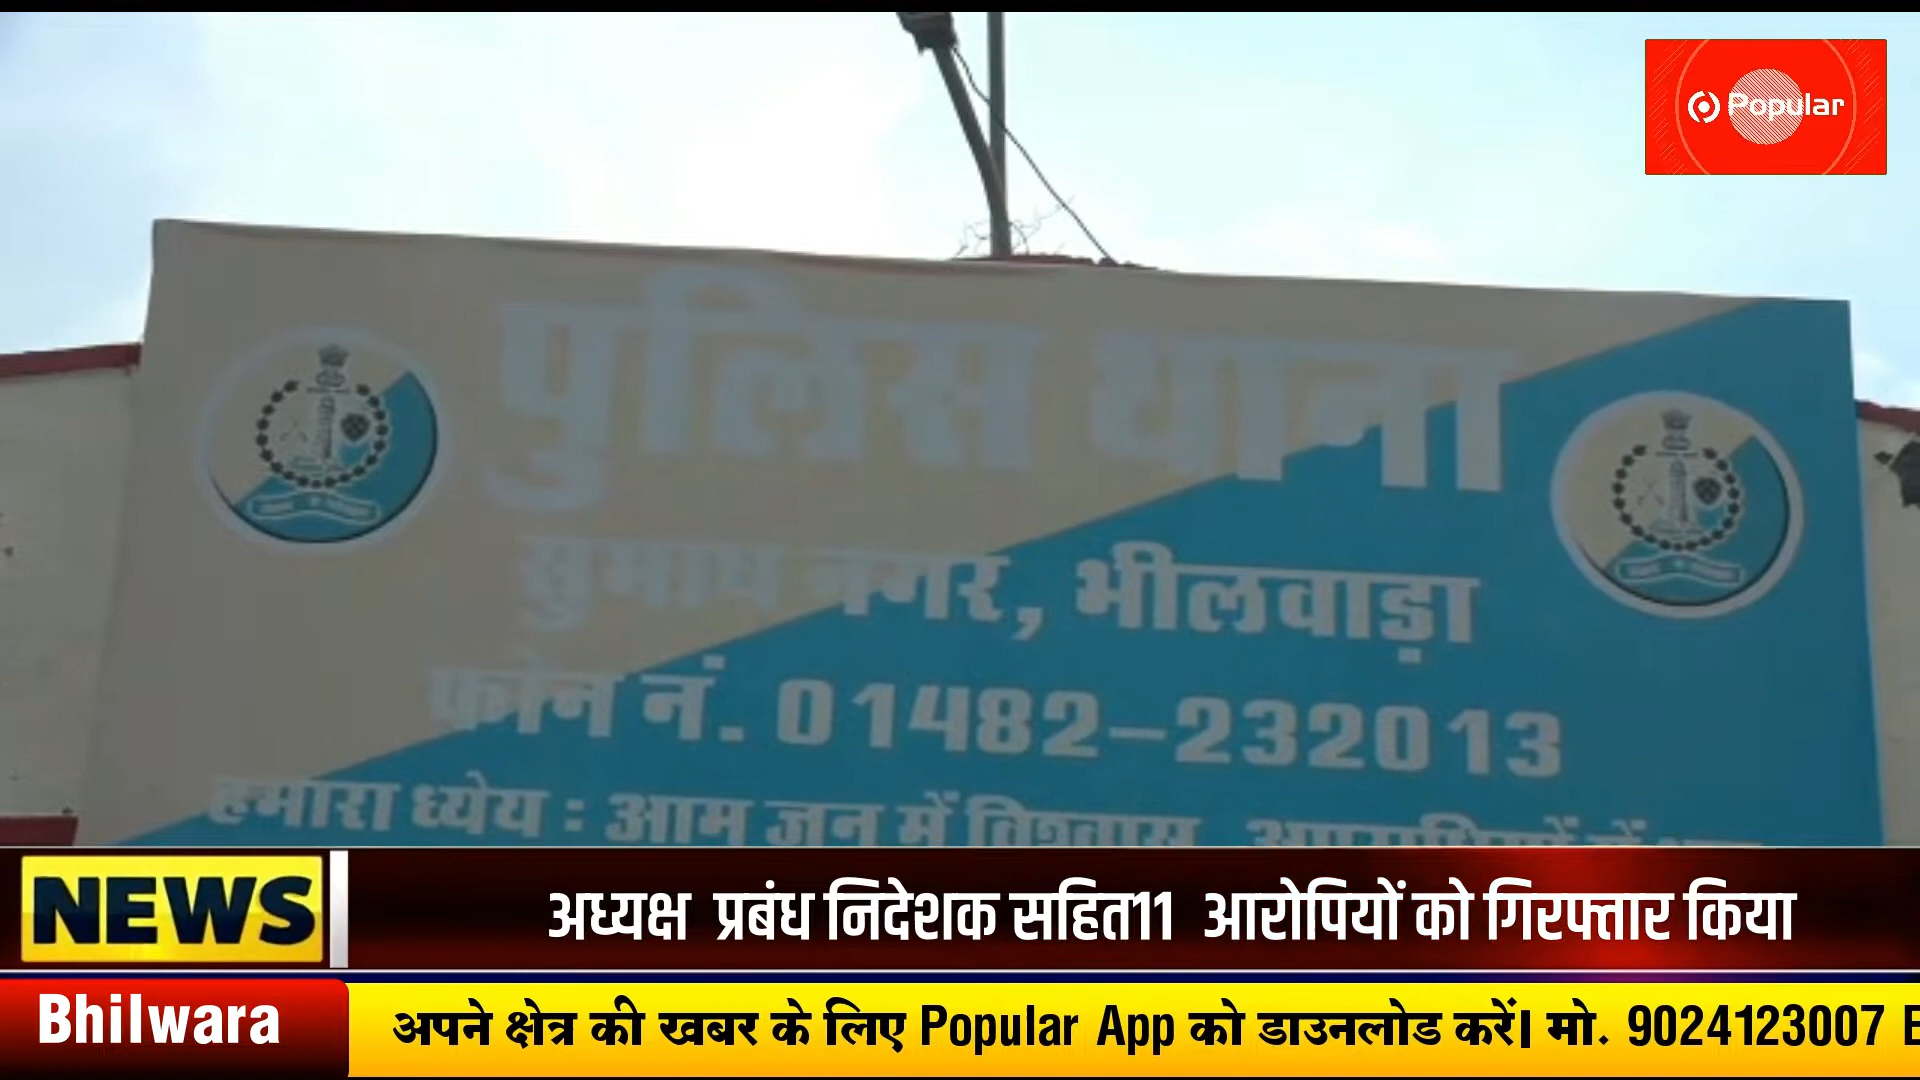 Popular
पुलिस थाना
सुभाष नगर, भीलवाड़ा
फोन नं. 01482-232013
हमारा ध्येय : आम जन में विश्वास
NEWS
अध्यक्ष प्रबंध निदेशक सहित11 आरोपियों को गिरफ्तार किया
Bhilwara
अपने क्षेत्र की खबर के लिए Popular App को डाउनलोड करें। मो. 9024123007